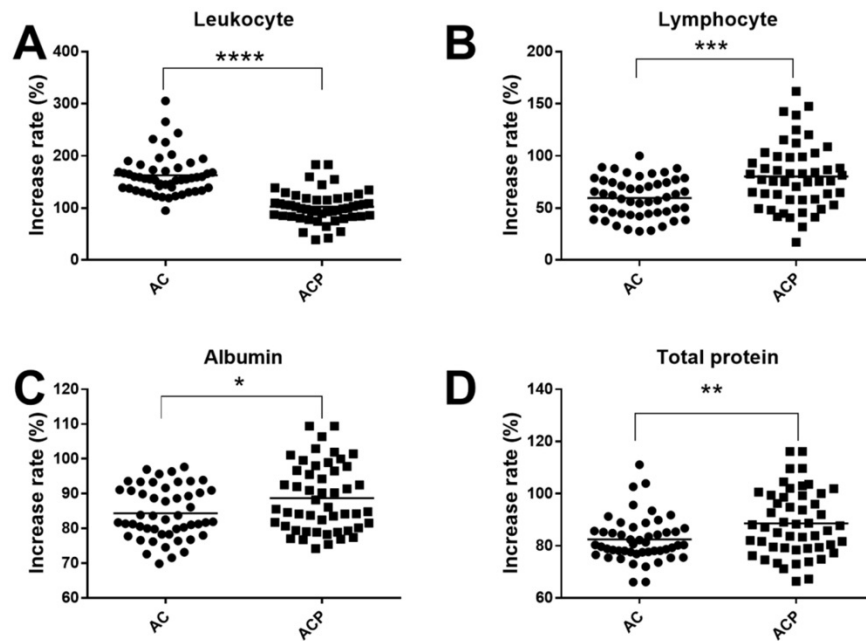 A
Leukocyte
Increase rate (%)
400
300
200
100
0
****
AC
ACP
B
Lymphocyte
Increase rate (%)
200
150
100
50
0
***
AC
ACP
C
Albumin
Increase rate (%)
120
110
100
90
80
70
60
*
AC
ACP
D
Total protein
Increase rate (%)
140
120
100
80
60
**
AC
ACP